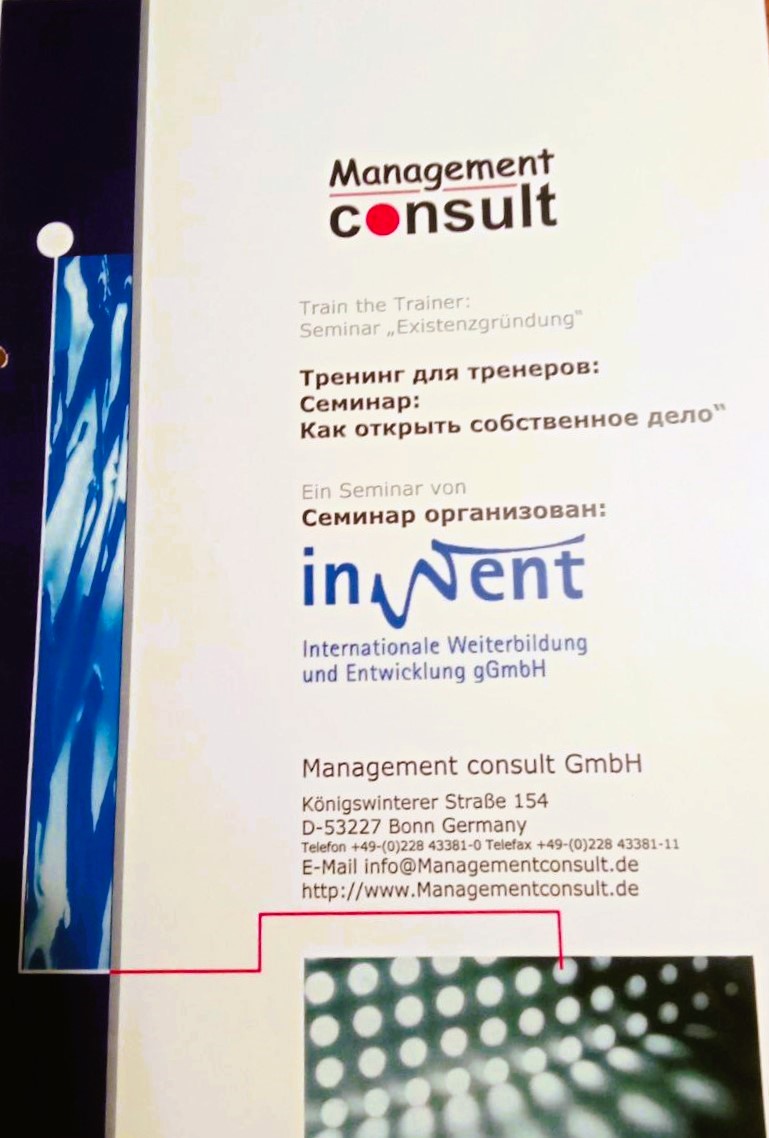 Management
consult
Train the Trainer:
Seminar „Existenzgründung“
Тренинг для тренеров:
Семинар:
Как открыть собственное дело“
Ein Seminar von
Семинар организован:
inWent
Internationale Weiterbildung
und Entwicklung gGmbH
Management consult GmbH
Königswinterer Straße 154
D-53227 Bonn Germany
Telefon +49-(0)228 43381-0 Telefax +49-(0)228 43381-11
E-Mail info@Managementconsult.de
http://www.Managementconsult.de